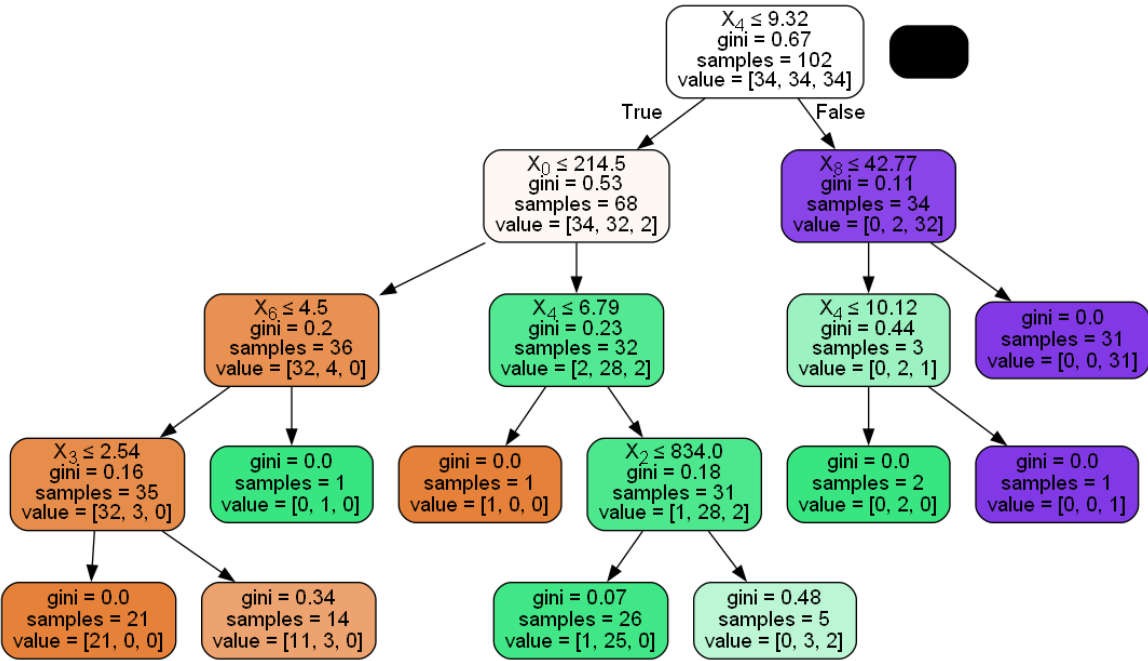 X₄ ≤ 9.32
gini = 0.67
samples = 102
value = [34, 34, 34]
True
False
X₀ ≤ 214.5
gini = 0.53
samples = 68
value = [34, 32, 2]
X₈ ≤ 42.77
gini = 0.11
samples = 34
value = [0, 2, 32]
X₆ ≤ 4.5
gini = 0.2
samples = 36
value = [32, 4, 0]
X₄ ≤ 6.79
gini = 0.23
samples = 32
value = [2, 28, 2]
X₄ ≤ 10.12
gini = 0.44
samples = 3
value = [0, 2, 1]
gini = 0.0
samples = 31
value = [0, 0, 31]
X₃ ≤ 2.54
gini = 0.16
samples = 35
value = [32, 3, 0]
gini = 0.0
samples = 1
value = [0, 1, 0]
gini = 0.0
samples = 1
value = [1, 0, 0]
X₂ ≤ 834.0
gini = 0.18
samples = 31
value = [1, 28, 2]
gini = 0.0
samples = 2
value = [0, 2, 0]
gini = 0.0
samples = 1
value = [0, 0, 1]
gini = 0.0
samples = 21
value = [21, 0, 0]
gini = 0.34
samples = 14
value = [11, 3, 0]
gini = 0.07
samples = 26
value = [1, 25, 0]
gini = 0.48
samples = 5
value = [0, 3, 2]